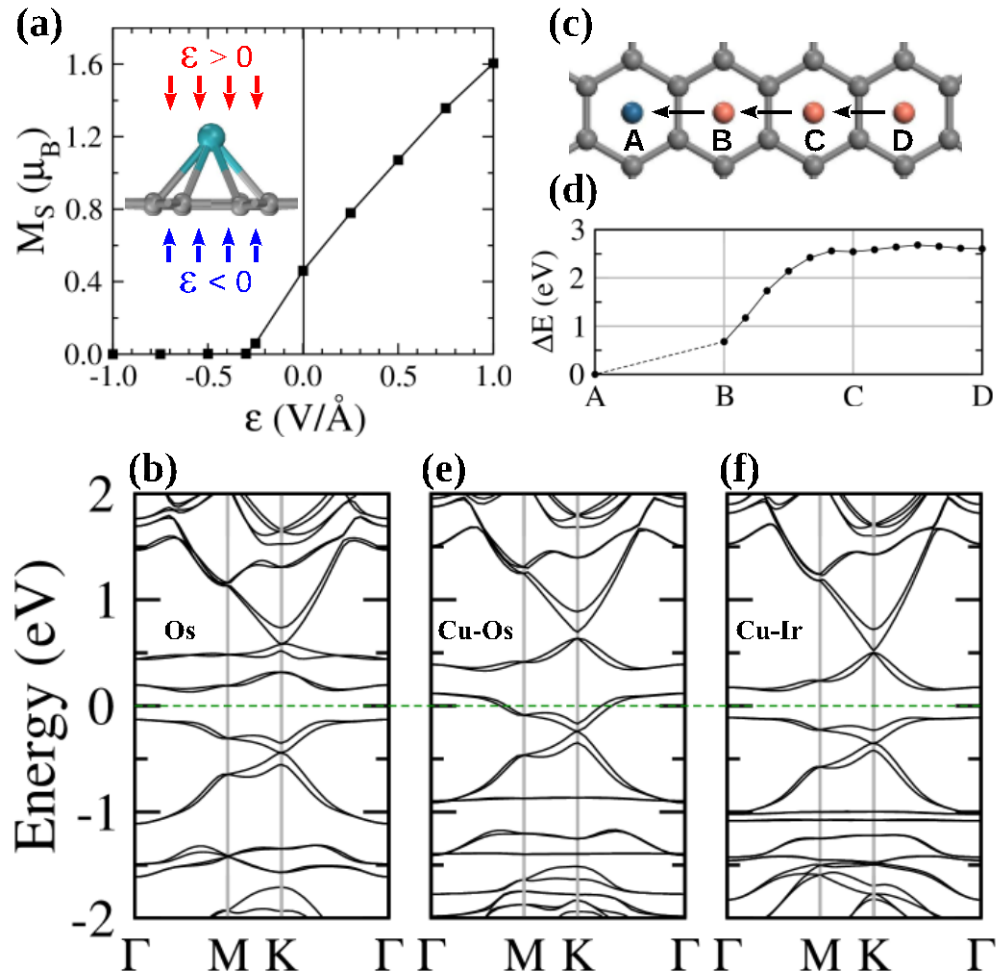 (a)
1.6
1.2
0.8
0.4
0.0
M_S (μ_B)
ε > 0
ε < 0
-1.0 -0.5 0.0 0.5 1.0
ε (V/Å)
(c)
A B C D
(d)
3
2
1
0
ΔE (eV)
A B C D
(b) (e) (f)
2
1
0
-1
-2
Energy (eV)
Os Cu-Os Cu-Ir
Γ M K Γ Γ M K Γ Γ M K Γ